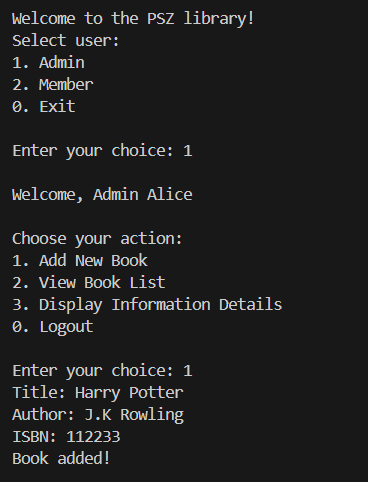 Welcome to the PSZ library!
Select user:
1. Admin
2. Member
0. Exit
Enter your choice: 1
Welcome, Admin Alice
Choose your action:
1. Add New Book
2. View Book List
3. Display Information Details
0. Logout
Enter your choice: 1
Title: Harry Potter
Author: J.K Rowling
ISBN: 112233
Book added!